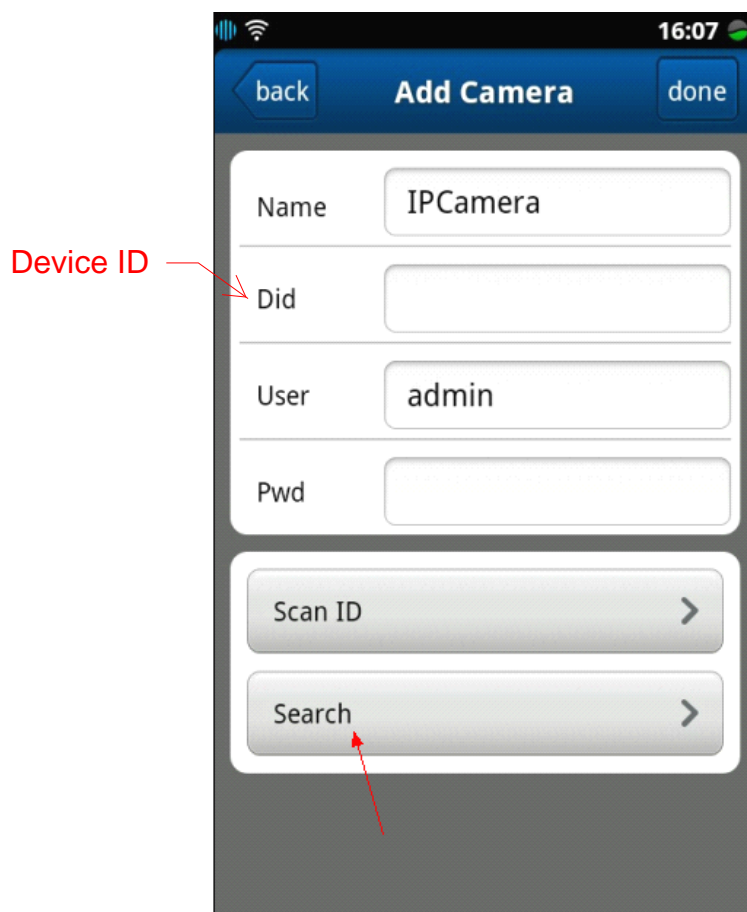 16:07
back Add Camera done
Name IPCamera
Device ID
Did
User admin
Pwd
Scan ID
Search